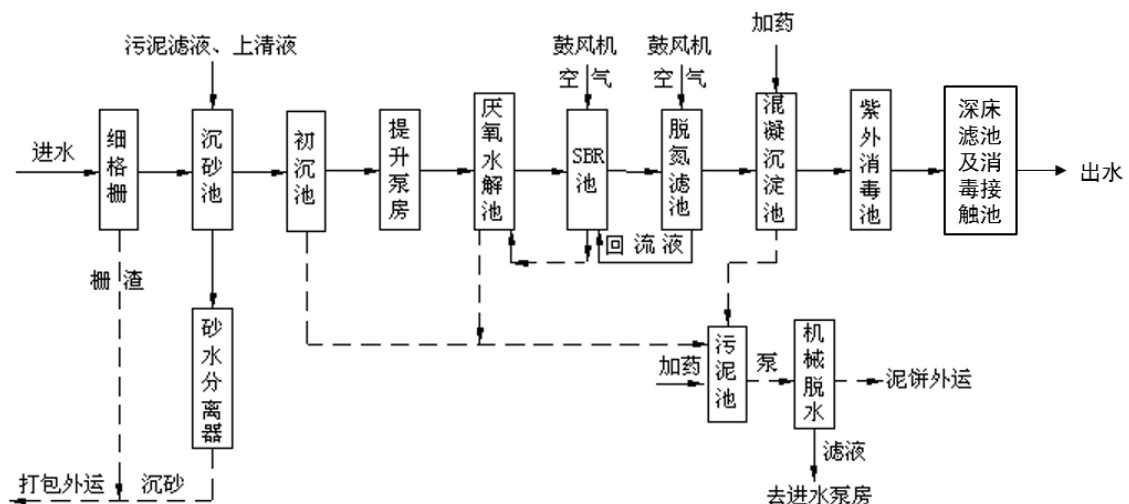 污泥滤液、上清液
鼓风机
空气
鼓风机
空气
加药
进水
细格栅
沉砂池
初沉池
提升泵房
厌氧水解池
SBR池
脱氮滤池
混凝沉淀池
紫外消毒池
深床滤池及消毒接触池
出水
回流液
栅渣
砂水分离器
加药
污泥池
泵
机械脱水
泥饼外运
滤液
去进水泵房
打包外运
沉砂